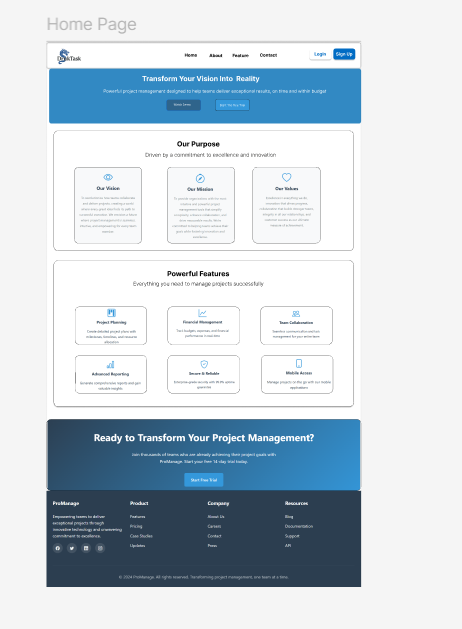 Home Page
DeskTask
Home About Feature Contact Login Sign Up
Transform Your Vision Into Reality
Powerful project management designed to help teams deliver exceptional results, on time and within budget
Watch Demo Start The Free Trial
Our Purpose
Driven by a commitment to excellence and innovation
Our Vision Our Mission Our Values
Powerful Features
Everything you need to manage projects successfully
Project Planning Financial Management Team Collaboration
Create detailed project plans with
milestones, timelines, and resource
allocation
Track budgets, expenses, and financial
performance in real-time
Seamless communication and task
management for your entire team
Advanced Reporting Secure & Reliable Mobile Access
Generate comprehensive reports and gain
valuable insights
Enterprise-grade security with 99.9% uptime
guarantee
Manage projects on the go with our mobile
applications
Ready to Transform Your Project Management?
Join thousands of teams who are already achieving their project goals with
ProManage. Start your free 14-day trial today.
Start Free Trial
ProManage Product Company Resources
Empowering teams to deliver
exceptional projects through
innovative technology and unwavering
commitment to excellence.
Features
Pricing
Case Studies
Updates
About Us
Careers
Contact
Press
Blog
Documentation
Support
API
© 2024 ProManage. All rights reserved. Transforming project management, one team at a time.